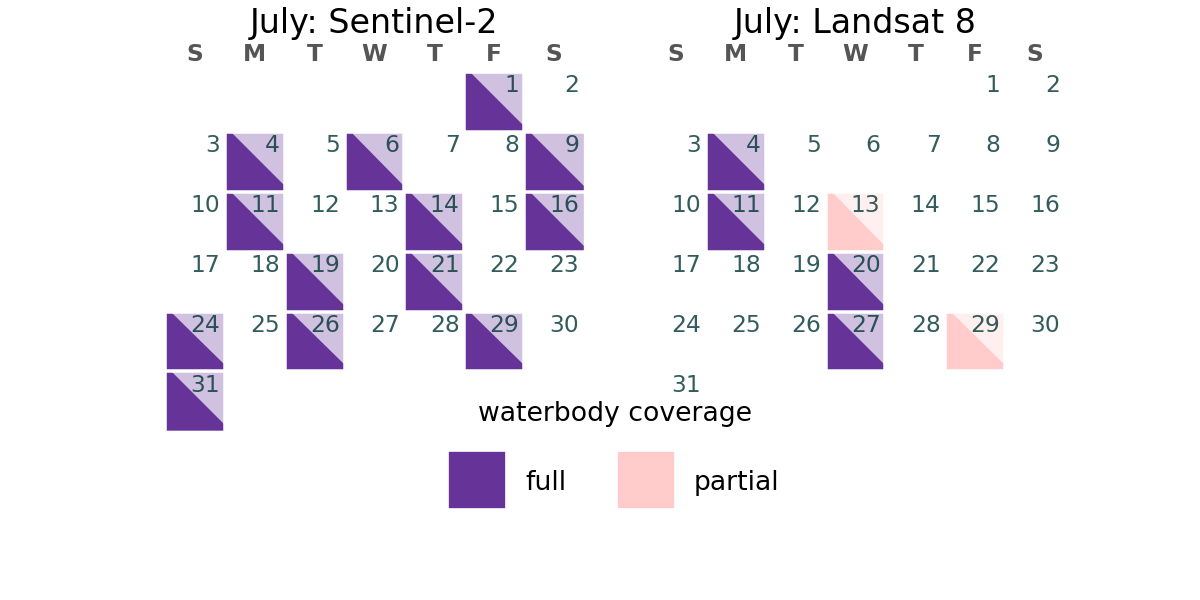 July: Sentinel-2
S M T W T F S
1 2
3 4 5 6 7 8 9
10 11 12 13 14 15 16
17 18 19 20 21 22 23
24 25 26 27 28 29 30
31
July: Landsat 8
S M T W T F S
1 2
3 4 5 6 7 8 9
10 11 12 13 14 15 16
17 18 19 20 21 22 23
24 25 26 27 28 29 30
31
waterbody coverage
full partial